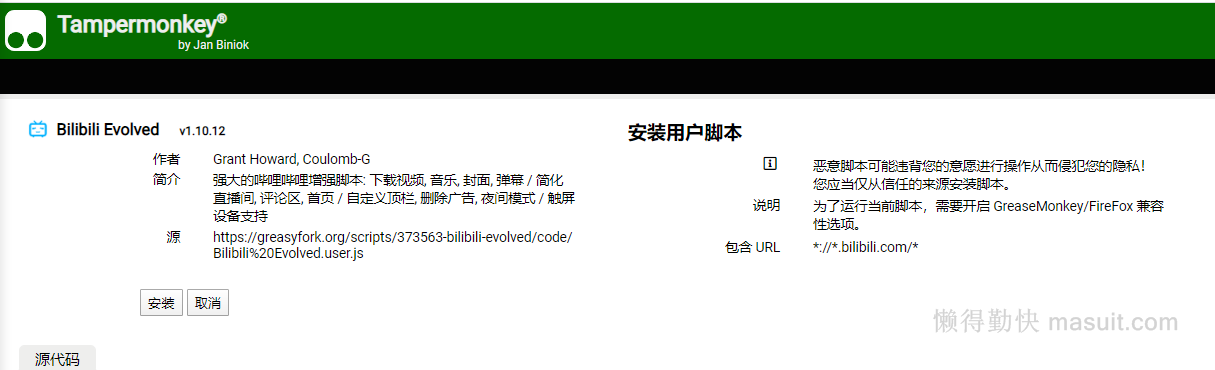 Tampermonkey®
by Jan Biniok
Bilibili Evolved v1.10.12
作者 Grant Howard, Coulomb-G
简介 强大的哔哩哔哩增强脚本: 下载视频, 音乐, 封面, 弹幕 / 简化
直播间, 评论区, 首页 / 自定义顶栏, 删除广告, 夜间模式 / 触屏
设备支持
源 https://greasyfork.org/scripts/373563-bilibili-evolved/code/
Bilibili%20Evolved.user.js
安装 取消
安装用户脚本
恶意脚本可能违背您的意愿进行操作从而侵犯您的隐私！
您应当仅从信任的来源安装脚本。
说明 为了运行当前脚本，需要开启 GreaseMonkey/FireFox 兼容
性选项。
包含 URL *://*.bilibili.com/*
懒得勤快 masuit.com
源代码